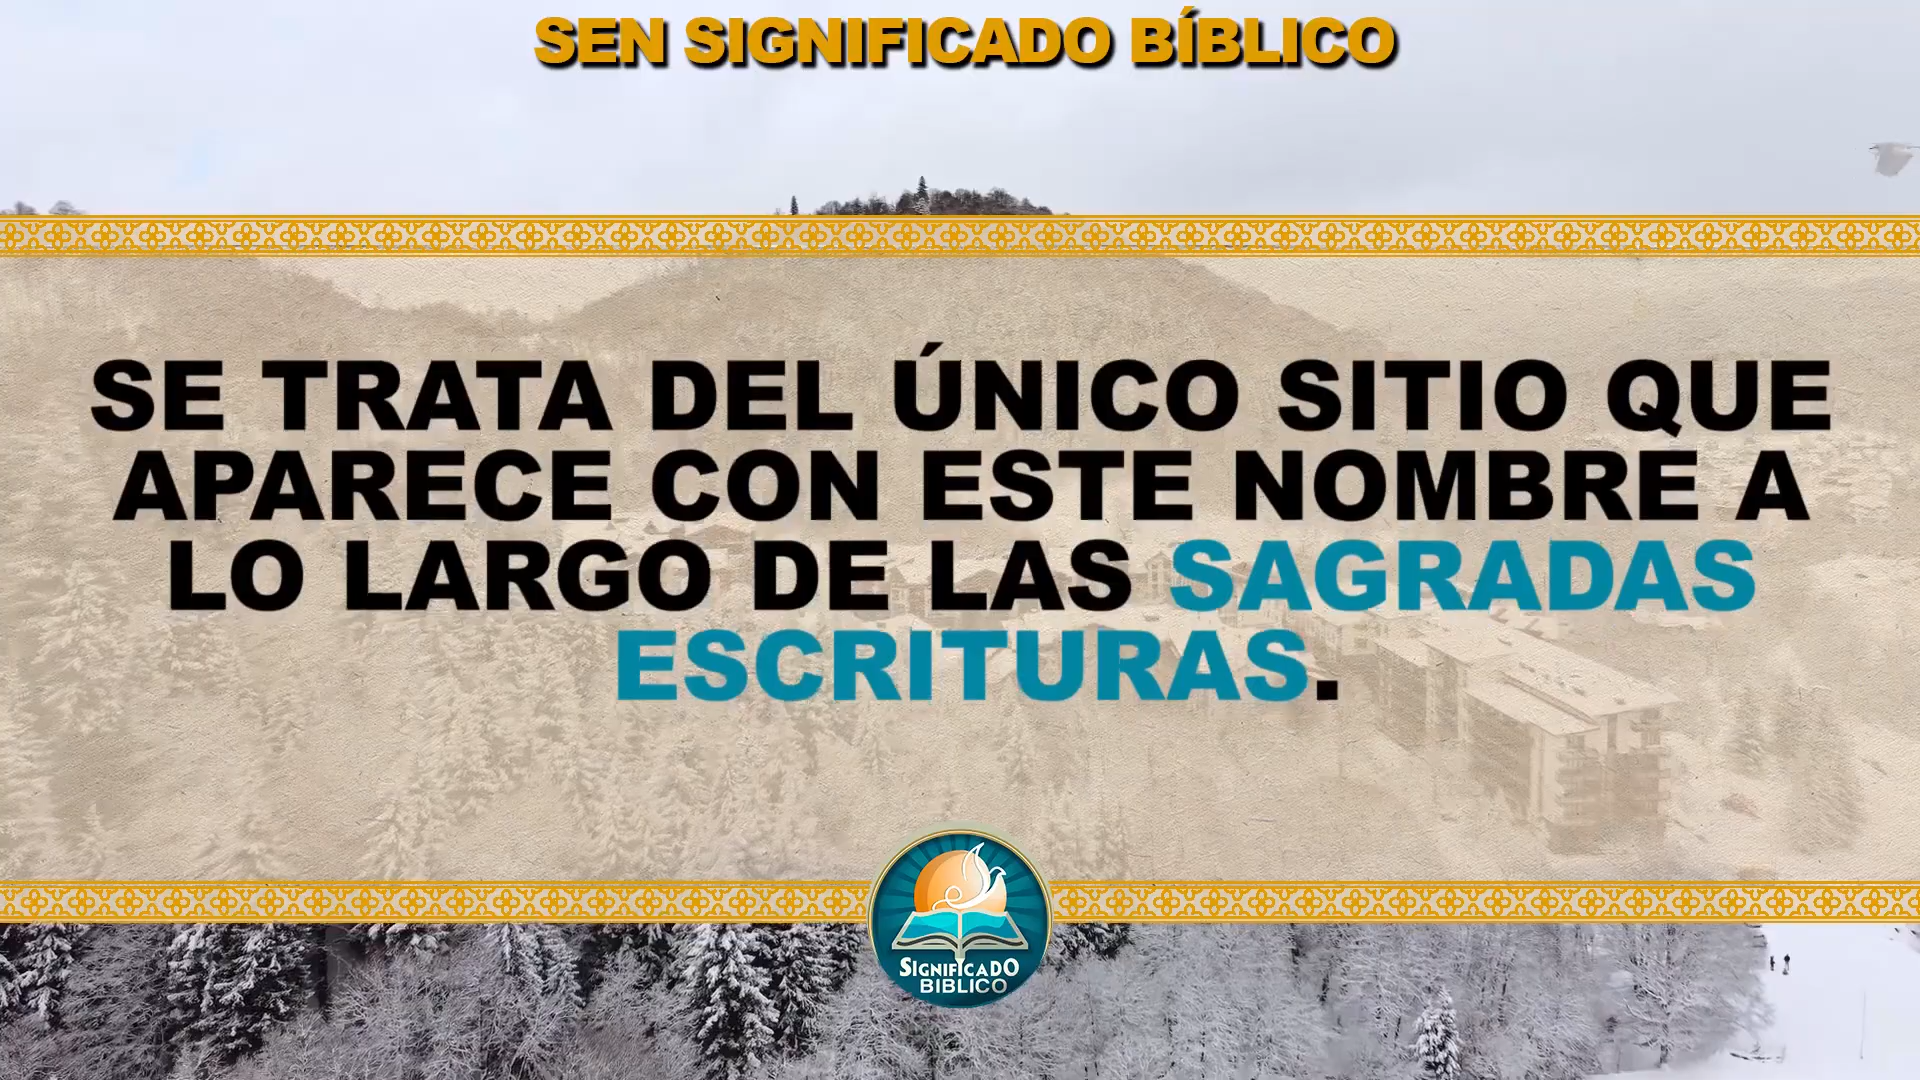 SEN SIGNIFICADO BÍBLICO
SE TRATA DEL ÚNICO SITIO QUE
APARECE CON ESTE NOMBRE A
LO LARGO DE LAS SAGRADAS
ESCRITURAS.
SIGNIFICADO
BIBLICO